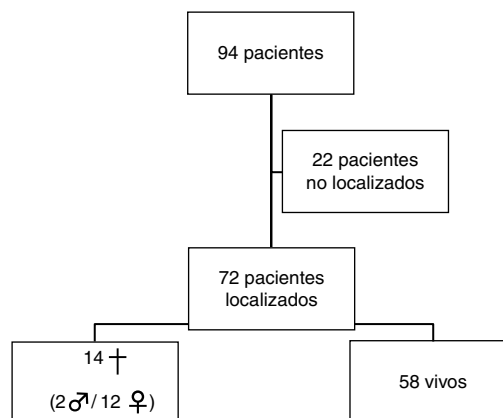 94 pacientes
22 pacientes
no localizados
72 pacientes
localizados
14 †
(2♂/ 12 ♀)
58 vivos